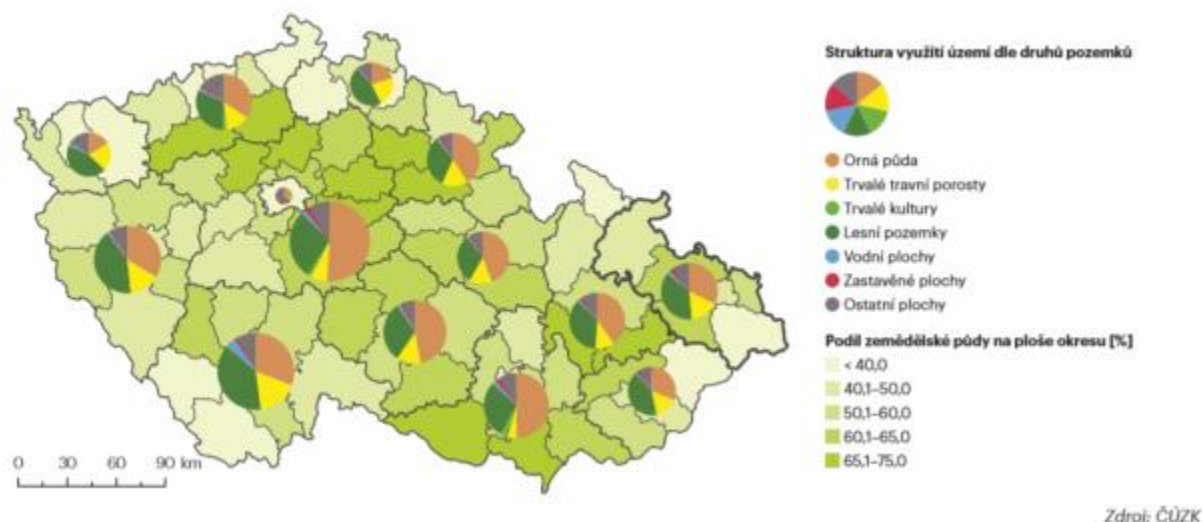 Struktura využití území dle druhů pozemků
Orná půda
Trvalé travní porosty
Trvalé kultury
Lesní pozemky
Vodní plochy
Zastavěné plochy
Ostatní plochy
Podíl zemědělské půdy na ploše okresu [%]
< 40,0
40,1–50,0
50,1–60,0
60,1–65,0
65,1–75,0
0 30 60 90 km
Zdroj: ČÚZK